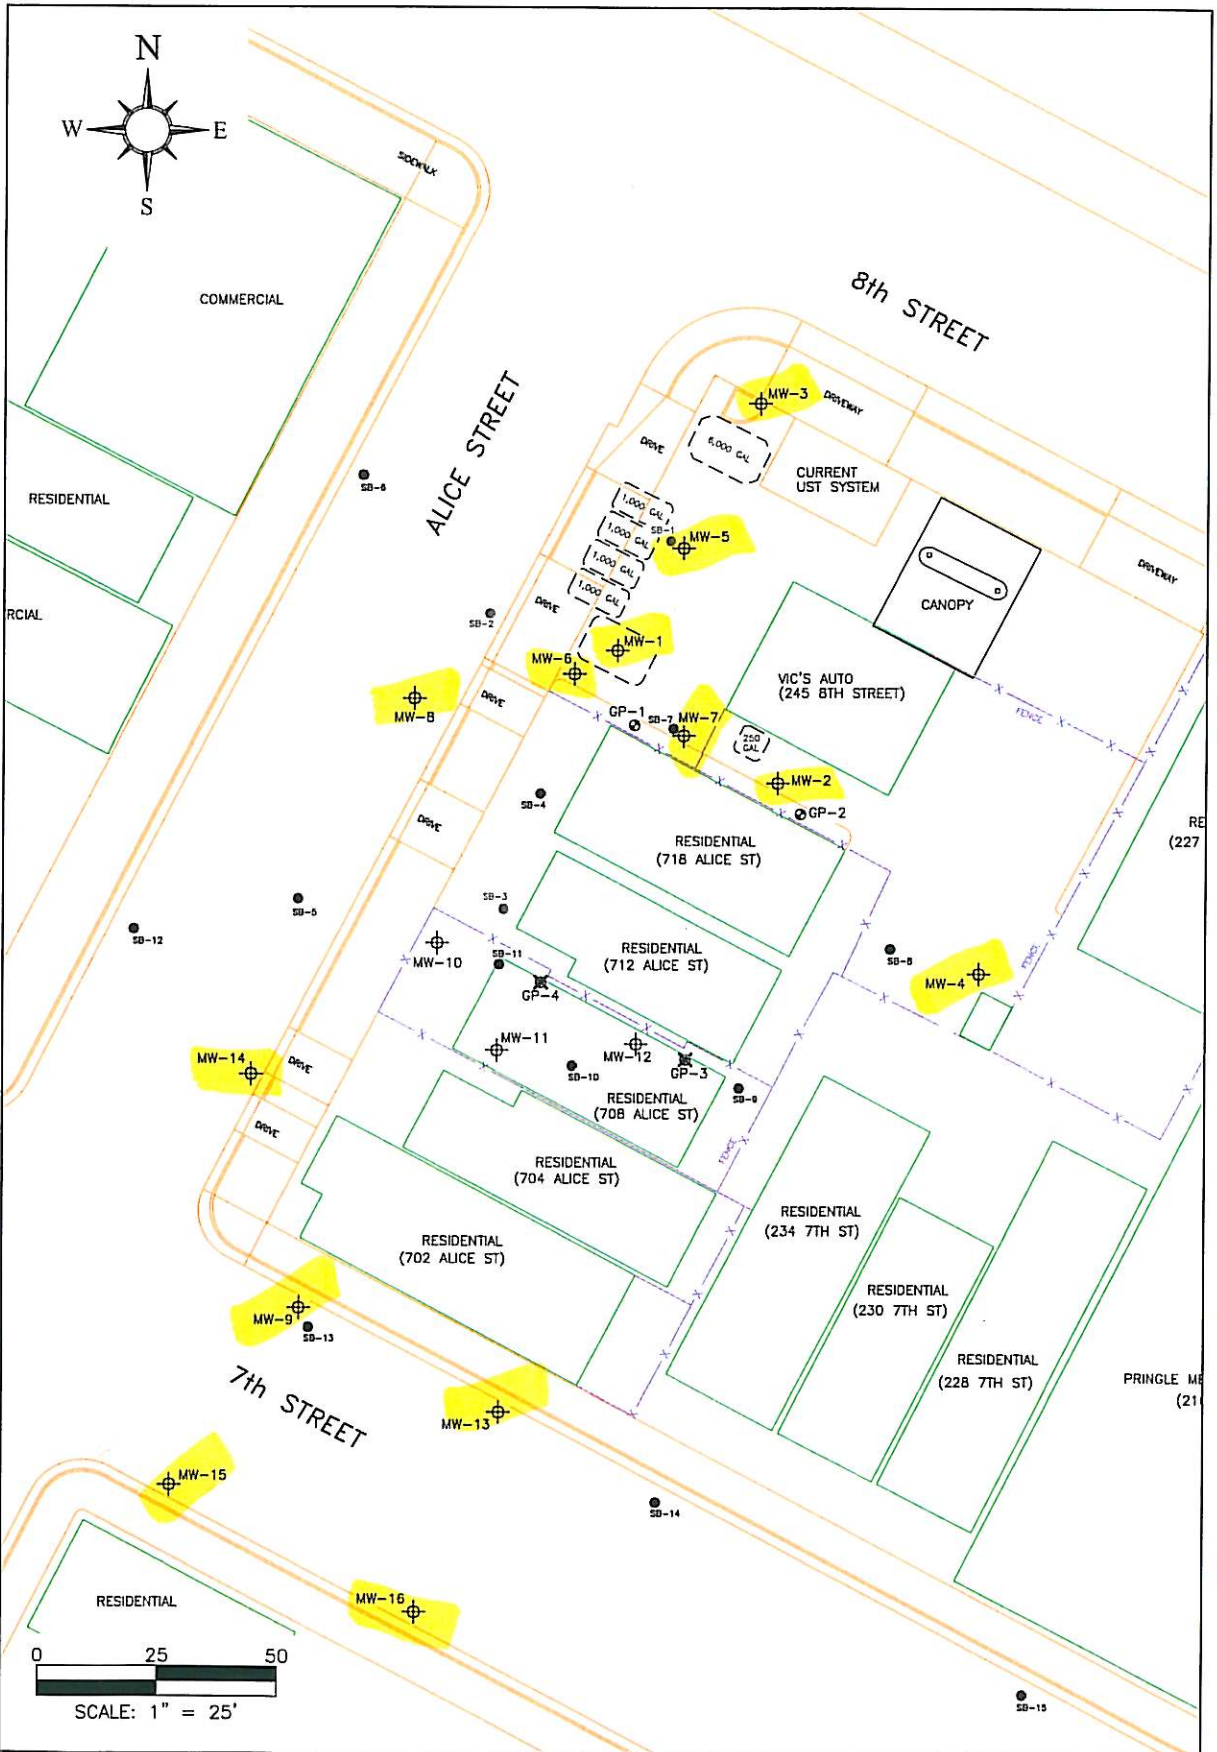 N
W
E
S
SIDEWALK
COMMERCIAL
8th STREET
ALICE STREET
MW-3
DRIVEWAY
DRIVE
6,000 GAL
CURRENT
UST SYSTEM
SB-6
RESIDENTIAL
1,000 GAL
1,000 GAL
SB-1
MW-5
1,000 GAL
1,000 GAL
DRIVEWAY
CANOPY
DRIVE
RCIAL
SB-2
MW-1
MW-6
VIC'S AUTO
(245 8TH STREET)
MW-8
DRIVE
GP-1
SB-7
MW-7
FENCE
250
GAL
MW-2
SB-4
GP-2
DRIVE
RE
(227
RESIDENTIAL
(718 ALICE ST)
SB-3
SB-5
SB-12
MW-10
SB-11
RESIDENTIAL
(712 ALICE ST)
SB-8
MW-4
FENCE
GP-4
MW-11
MW-12
GP-3
MW-14
DRIVE
SB-10
SB-9
RESIDENTIAL
(708 ALICE ST)
DRIVE
FENCE
RESIDENTIAL
(704 ALICE ST)
RESIDENTIAL
(234 7TH ST)
RESIDENTIAL
(702 ALICE ST)
RESIDENTIAL
(230 7TH ST)
MW-9
SB-13
RESIDENTIAL
(228 7TH ST)
PRINGLE ME
(21
7th STREET
MW-13
MW-15
SB-14
RESIDENTIAL
MW-16
0 25 50
SCALE: 1" = 25'
SB-15